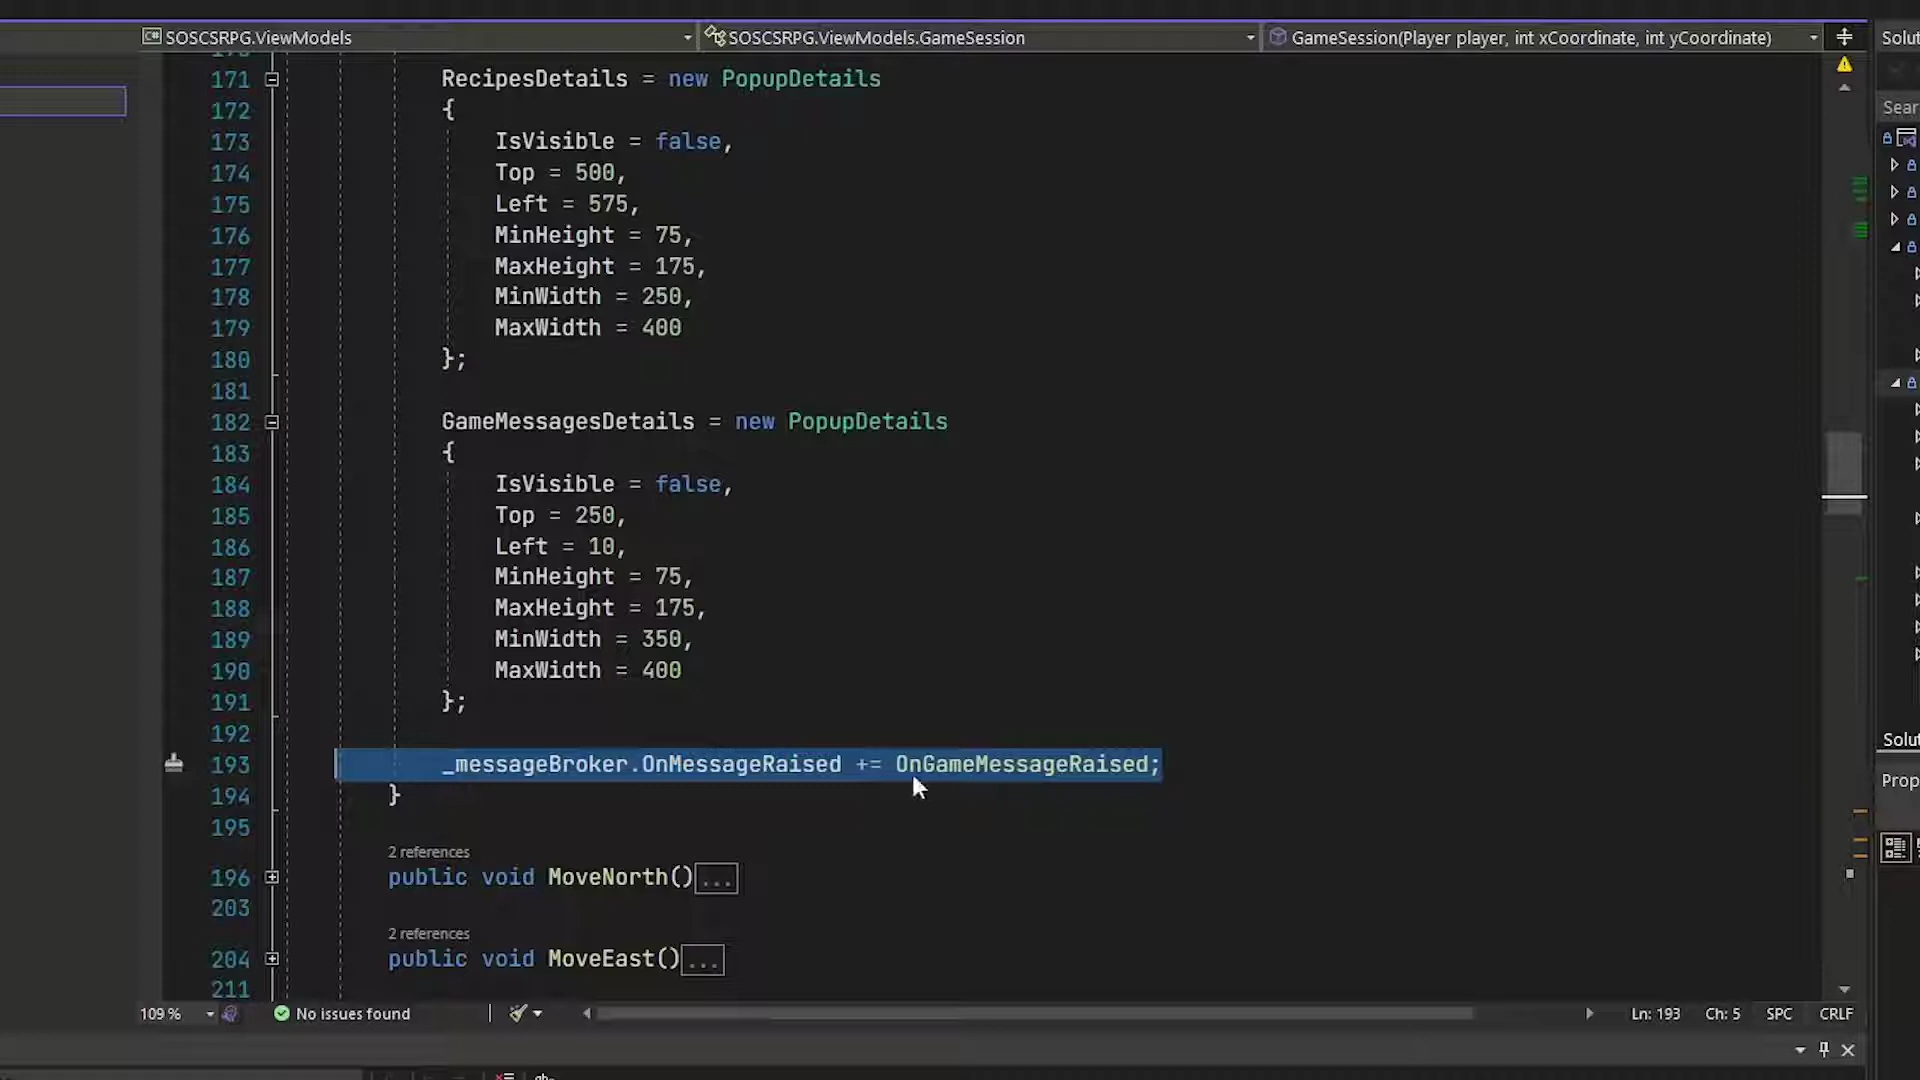 SOSCSRPG.ViewModels SOSCSRPG.ViewModels.GameSession GameSession(Player player, int xCoordinate, int yCoordinate) Solut
171 RecipesDetails = new PopupDetails
Sear
172 {
173 IsVisible = false,
174 Top = 500,
175 Left = 575,
176 MinHeight = 75,
177 MaxHeight = 175,
178 MinWidth = 250,
179 MaxWidth = 400
180 };
181
182 GameMessagesDetails = new PopupDetails
183 {
184 IsVisible = false,
185 Top = 250,
186 Left = 10,
187 MinHeight = 75,
188 MaxHeight = 175,
189 MinWidth = 350,
190 MaxWidth = 400
191 };
192
Solut
193 _messageBroker.OnMessageRaised += OnGameMessageRaised;
Prop
194 }
195
2 references
196 public void MoveNorth()...
203
2 references
204 public void MoveEast()...
211
109 % No issues found Ln: 193 Ch: 5 SPC CRLF